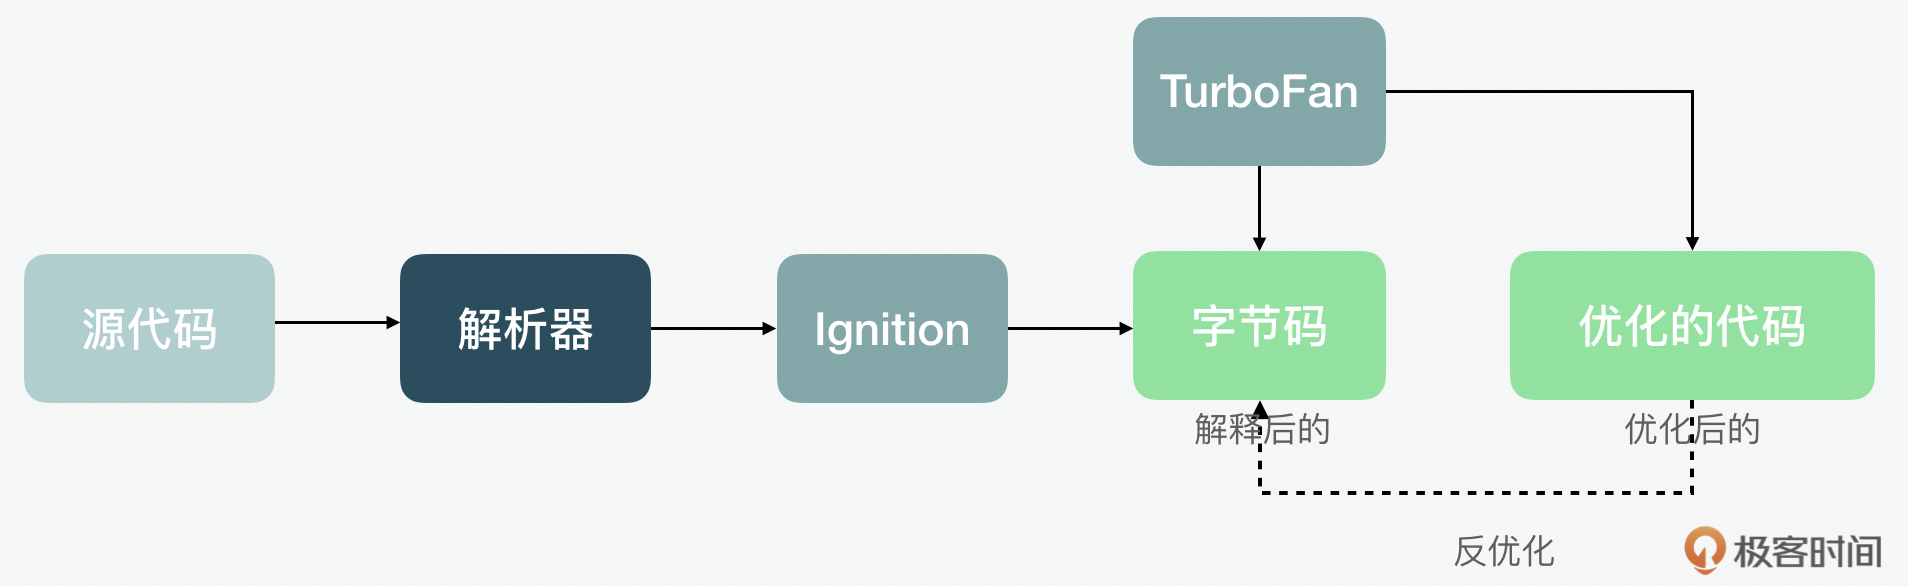 TurboFan
源代码
解析器
Ignition
字节码
优化的代码
解释后的
优化后的
反优化
极客时间